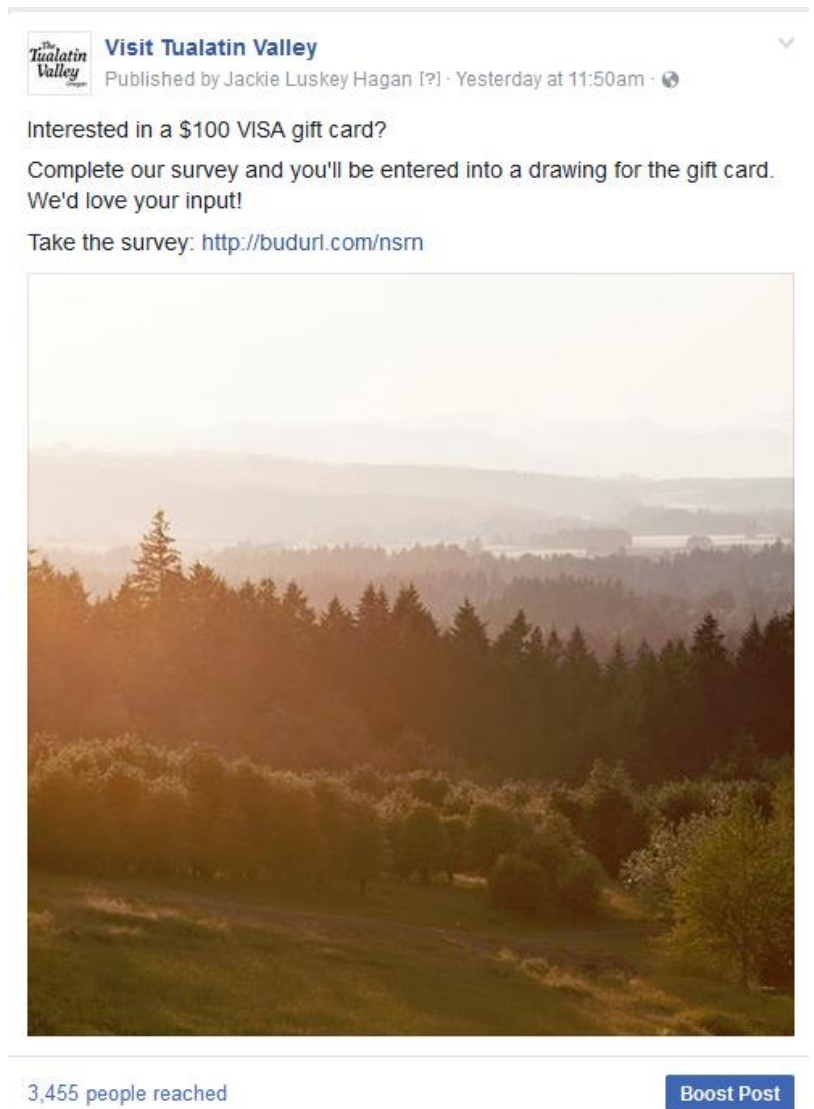 The
Tualatin
Valley
Oregon
Visit Tualatin Valley
Published by Jackie Luskey Hagan [?] · Yesterday at 11:50am ·
Interested in a $100 VISA gift card?
Complete our survey and you'll be entered into a drawing for the gift card.
We'd love your input!
Take the survey: http://budurl.com/nsrn
3,455 people reached
Boost Post